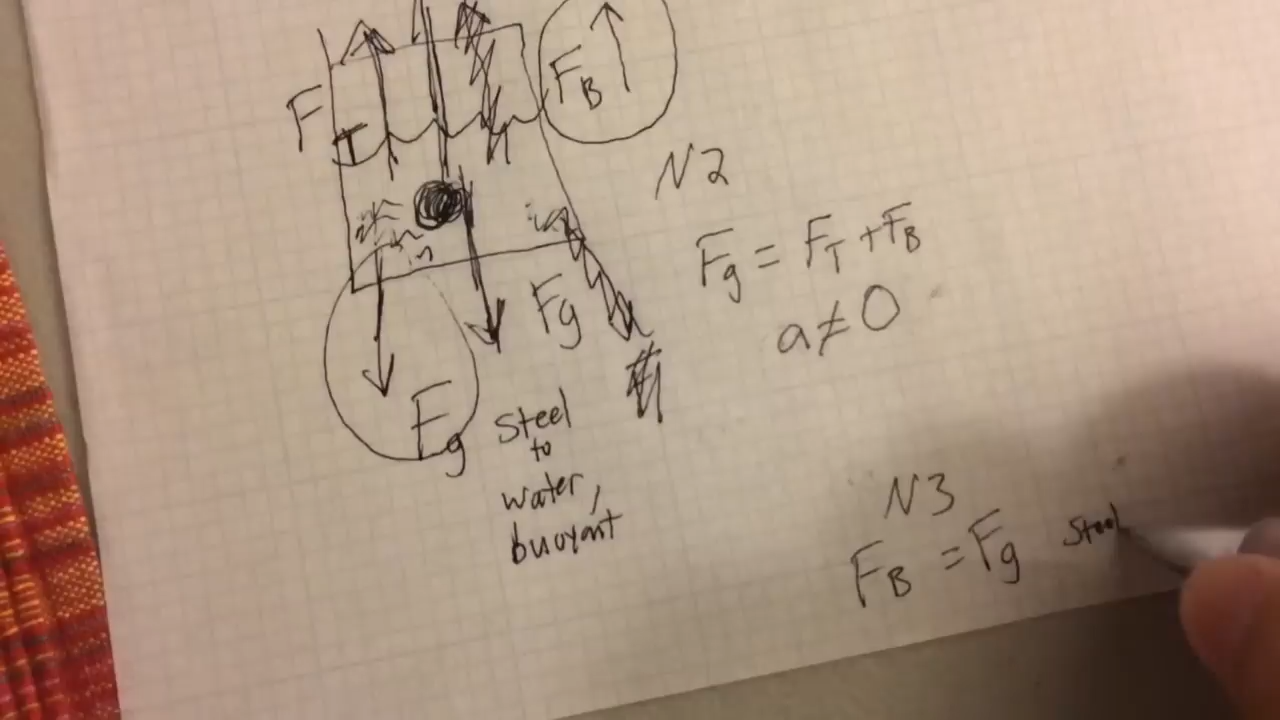 F_T
F_B
N2
F_g = F_T + F_B
a ≠ 0
F_g
F_g
steel
to
water,
buoyant
N3
F_B = F_g
steel